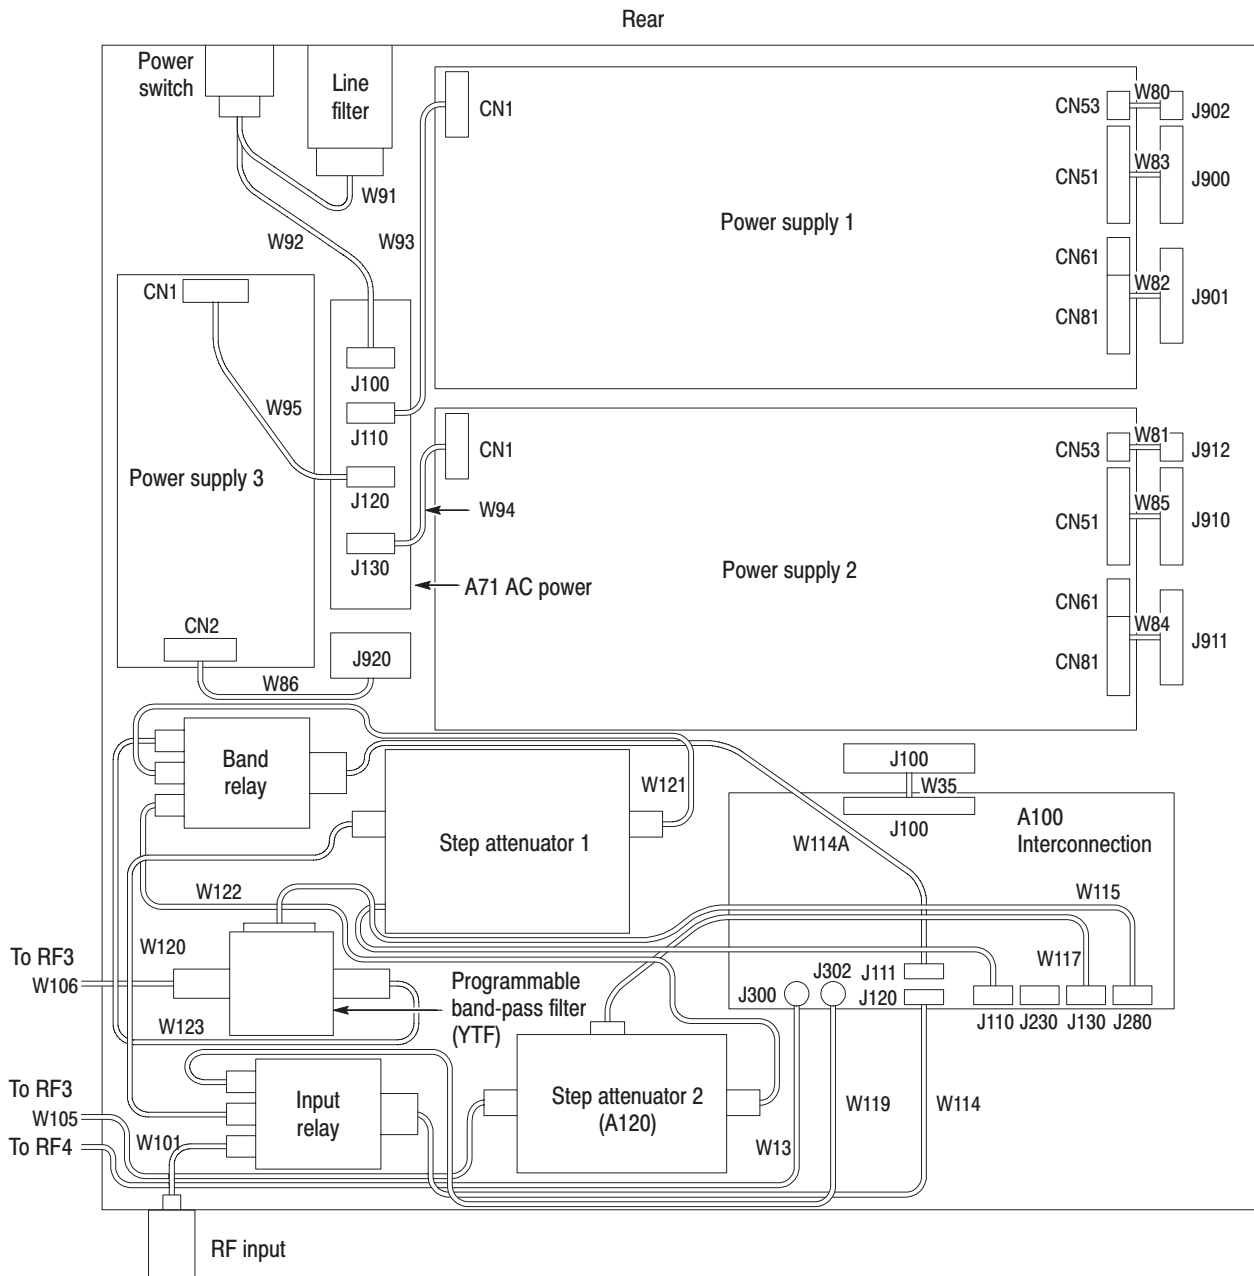 Rear
Power
switch
Line
filter
CN1
CN53
W80
J902
W91
CN51
W83
J900
W92
W93
Power supply 1
CN61
W82
J901
CN81
CN1
J100
W95
J110
CN1
CN53
W81
J912
Power supply 3
J120
W94
CN51
W85
J910
J130
A71 AC power
Power supply 2
CN61
W84
J911
CN2
J920
CN81
W86
Band
relay
W121
J100
W35
J100
A100
Interconnection
Step attenuator 1
W114A
W122
W115
W120
W117
To RF3
W106
Programmable
band-pass filter
(YTF)
J302
J111
J300
J120
W123
J110
J230
J130
J280
To RF3
W105
To RF4
Input
relay
Step attenuator 2
(A120)
W119
W114
W101
W13
RF input